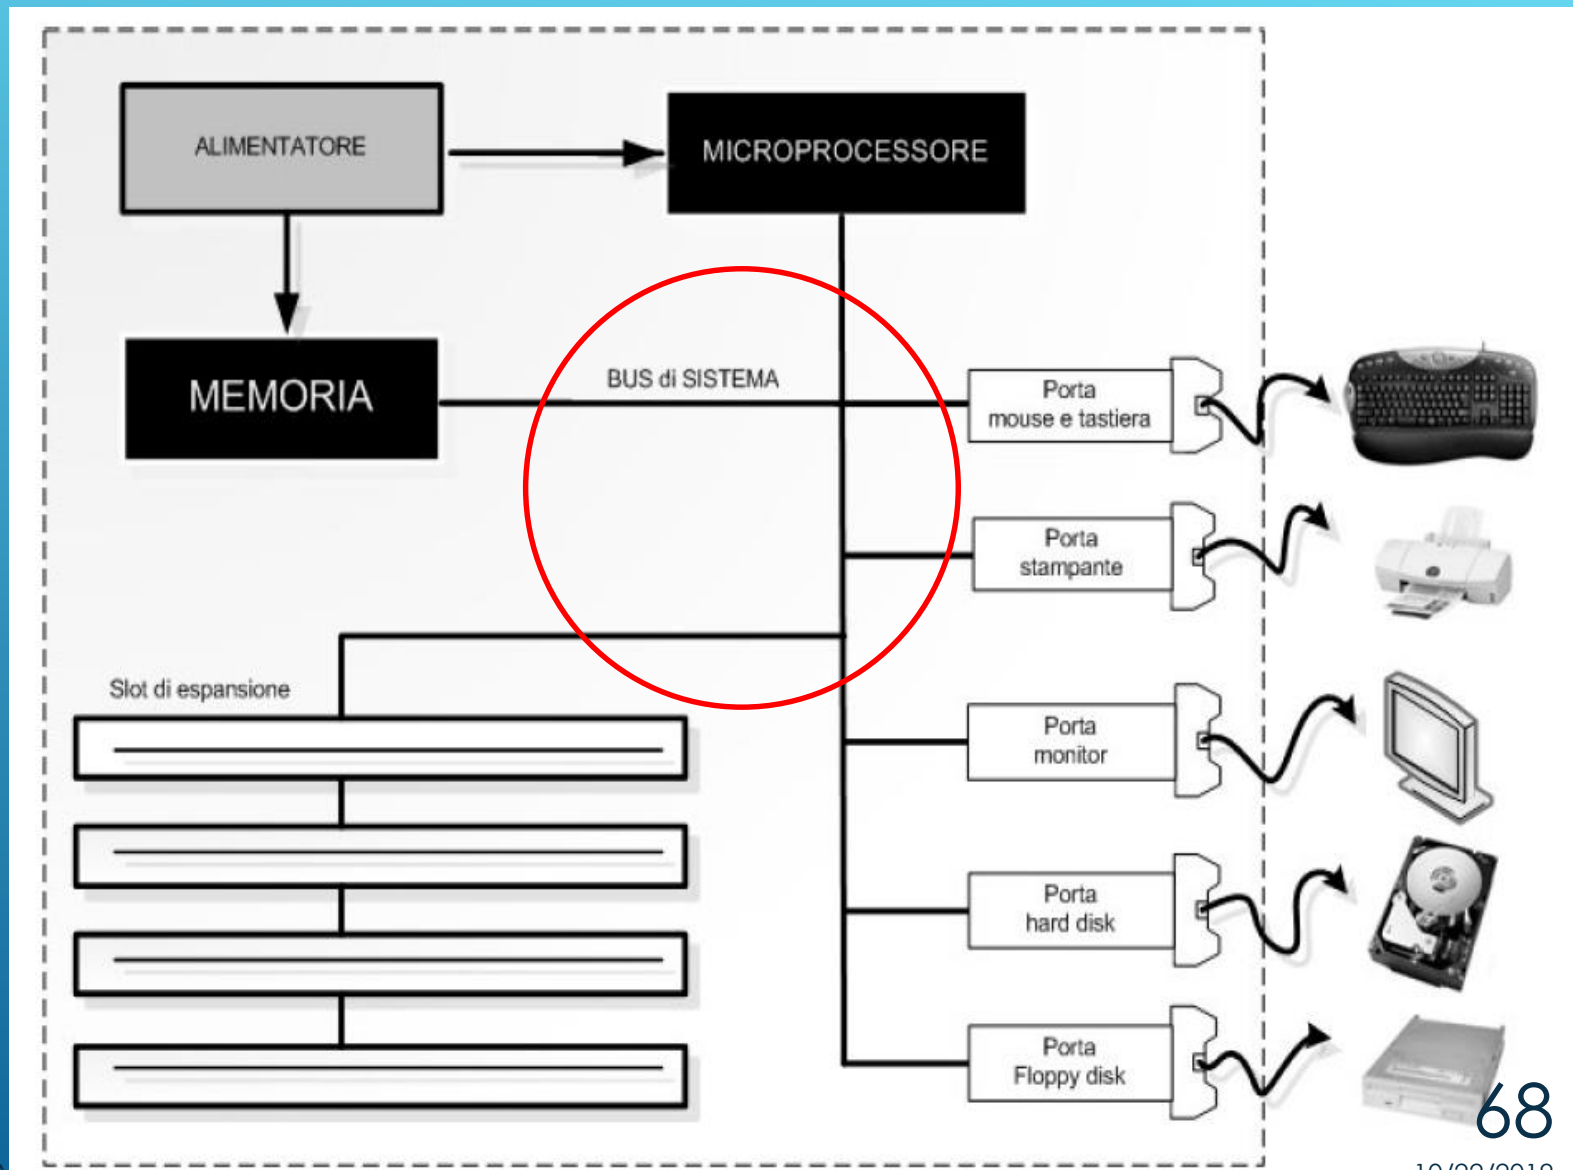 ALIMENTATORE
MICROPROCESSORE
MEMORIA
BUS di SISTEMA
Porta
mouse e tastiera
Porta
stampante
Slot di espansione
Porta
monitor
Porta
hard disk
Porta
Floppy disk
68